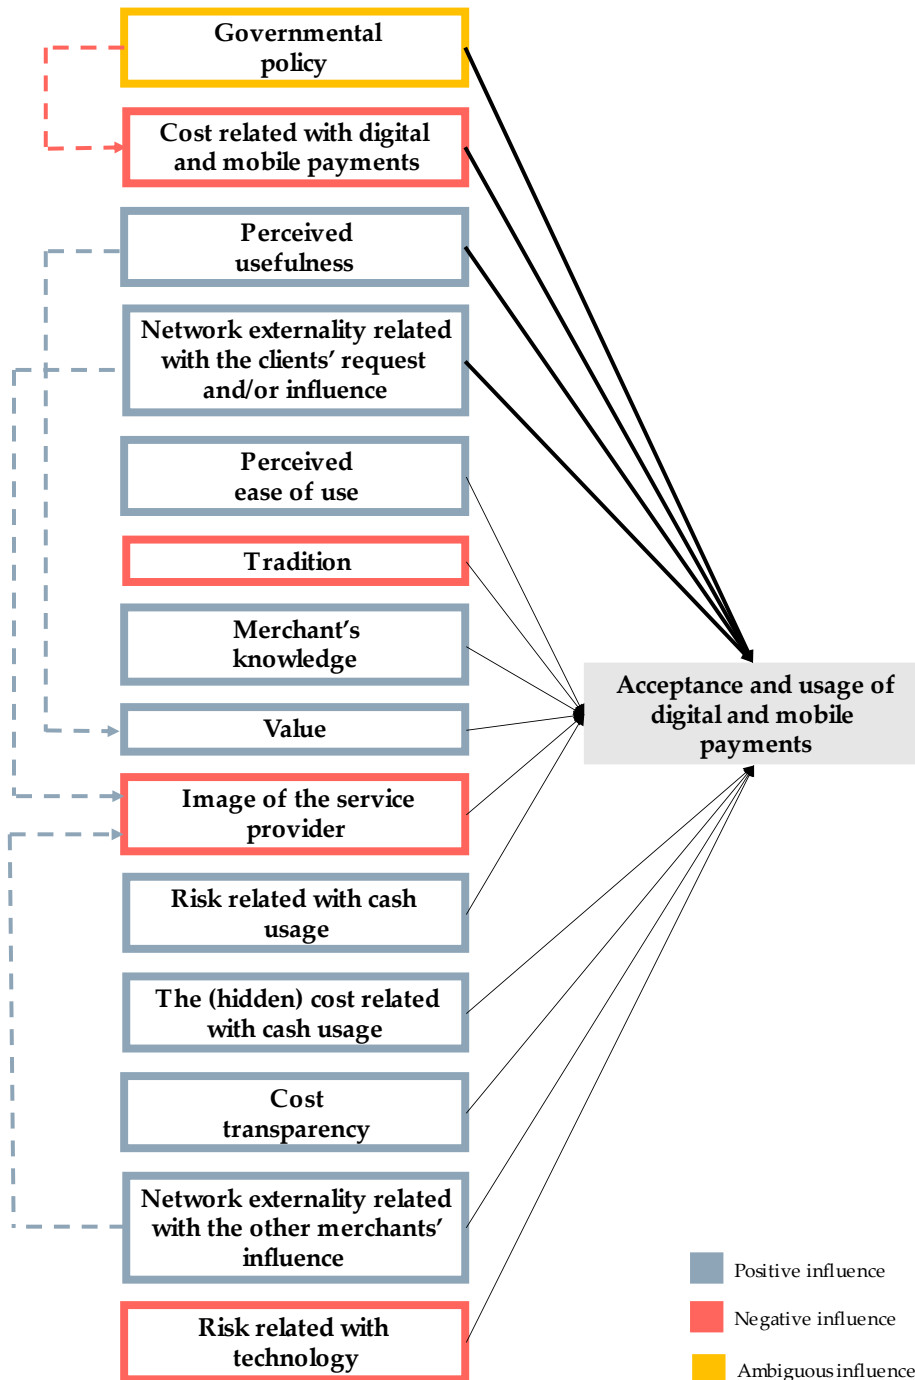 Governmental
policy
Cost related with digital
and mobile payments
Perceived
usefulness
Network externality related
with the clients’ request
and/or influence
Perceived
ease of use
Tradition
Merchant’s
knowledge
Value
Image of the service
provider
Risk related with cash
usage
The (hidden) cost related
with cash usage
Cost
transparency
Network externality related
with the other merchants’
influence
Risk related with
technology
Acceptance and usage of
digital and mobile
payments
Positive influence
Negative influence
Ambiguous influence